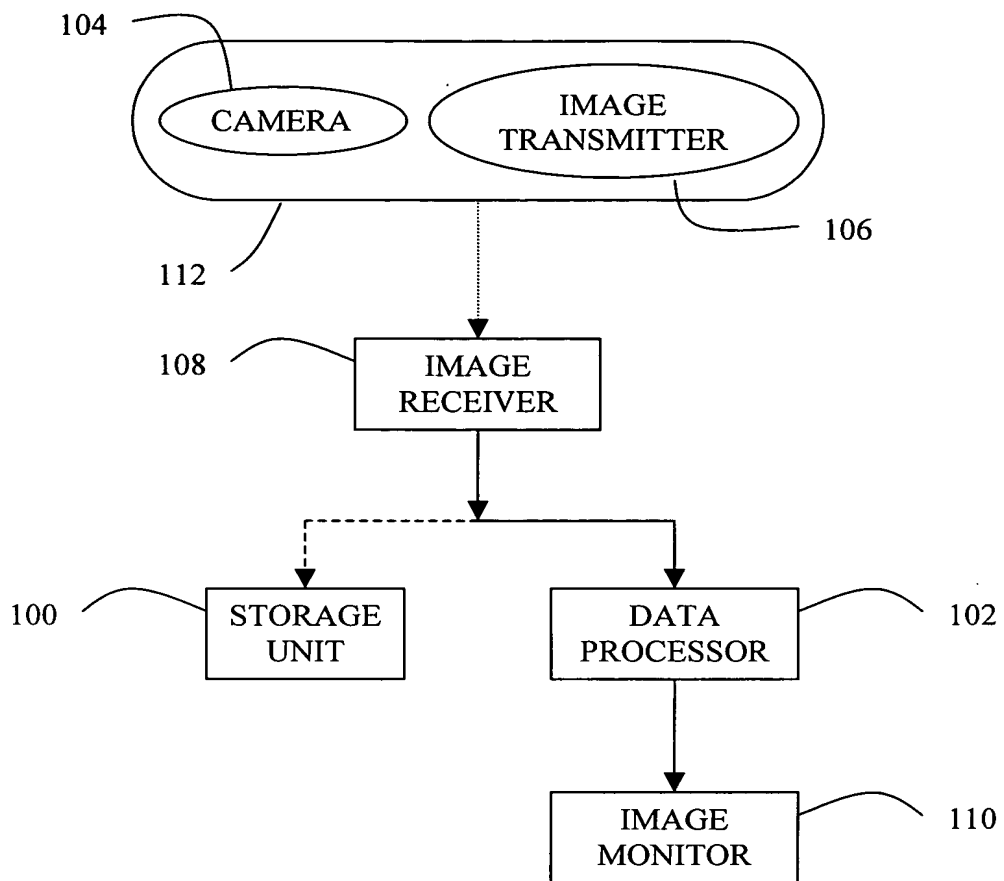 104
CAMERA
IMAGE
TRANSMITTER
106
112
108
IMAGE
RECEIVER
100
STORAGE
UNIT
DATA
PROCESSOR
102
IMAGE
MONITOR
110